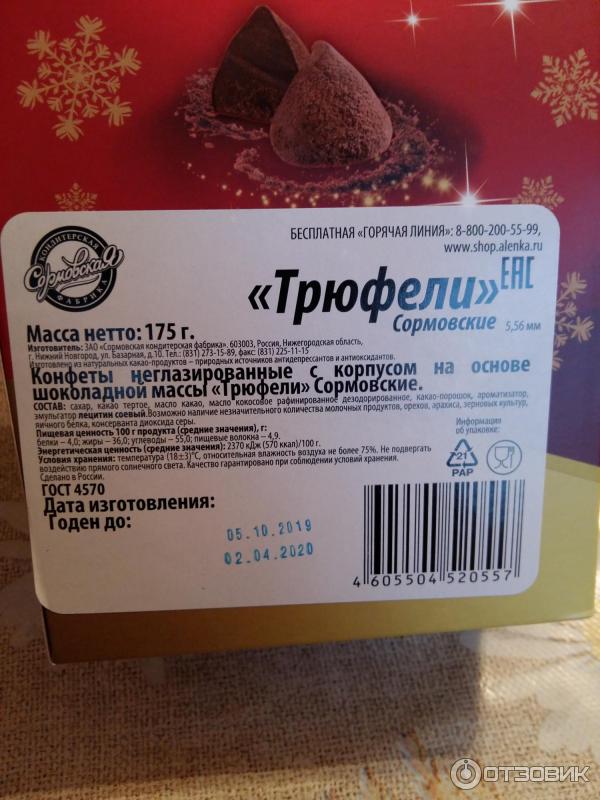 БЕСПЛАТНАЯ «ГОРЯЧАЯ ЛИНИЯ»: 8-800-200-55-99,
www.shop.alenka.ru
КОНДИТЕРСКАЯ
Сормовская
ФАБРИКА
«Трюфели»
EAC
Сормовские
5,56 мм
Масса нетто: 175 г.
Изготовитель: ЗАО «Сормовская кондитерская фабрика». 603003, Россия, Нижегородская область,
г. Нижний Новгород, ул. Базарная, д.10. Тел.: (831) 273-15-89, факс: (831) 225-11-15
Изготовлено из натуральных какао-продуктов – природных источников антидепрессантов и антиоксидантов.
Конфеты неглазированные с корпусом на основе
шоколадной массы «Трюфели» Сормовские.
СОСТАВ: сахар, какао тертое, масло какао, масло кокосовое рафинированное дезодорированное, какао-порошок, ароматизатор,
эмульгатор лецитин соевый.Возможно наличие незначительного количества молочных продуктов, орехов, арахиса, зерновых культур,
яичного белка, консерванта диоксида серы.
Пищевая ценность 100 г продукта (средние значения), г:
белки – 4,0; жиры – 36,0; углеводы – 55,0; пищевые волокна – 4,9.
Энергетическая ценность (средние значения): 2370 кДж (570 ккал)/100 г.
Условия хранения: температура (18±3)°С, относительная влажность воздуха не более 75%. Не подвергать
воздействию прямого солнечного света. Качество гарантировано при соблюдении условий хранения.
Сделано в России.
ГОСТ 4570
Информация
об упаковке:
21
PAP
Дата изготовления:
Годен до:
05.10.2019
02.04.2020
4 605504 520557
ОТЗОВИК